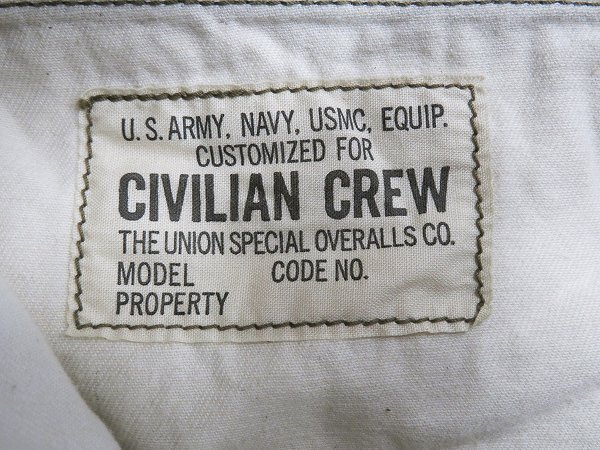 U.S. ARMY, NAVY, USMC, EQUIP.
CUSTOMIZED FOR
CIVILIAN CREW
THE UNION SPECIAL OVERALLS CO.
MODEL CODE NO.
PROPERTY